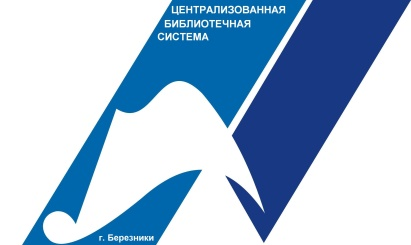 ЦЕНТРАЛИЗОВАННАЯ
БИБЛИОТЕЧНАЯ
СИСТЕМА
г. Березники